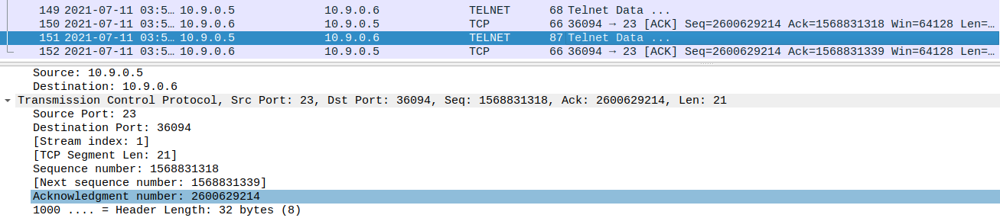 149 2021-07-11 03:5… 10.9.0.5 10.9.0.6 TELNET 68 Telnet Data ...
150 2021-07-11 03:5… 10.9.0.6 10.9.0.5 TCP 66 36094 → 23 [ACK] Seq=2600629214 Ack=1568831318 Win=64128 Len=…
151 2021-07-11 03:5… 10.9.0.5 10.9.0.6 TELNET 87 Telnet Data ...
152 2021-07-11 03:5… 10.9.0.6 10.9.0.5 TCP 66 36094 → 23 [ACK] Seq=2600629214 Ack=1568831339 Win=64128 Len=…
Source: 10.9.0.5
Destination: 10.9.0.6
Transmission Control Protocol, Src Port: 23, Dst Port: 36094, Seq: 1568831318, Ack: 2600629214, Len: 21
Source Port: 23
Destination Port: 36094
[Stream index: 1]
[TCP Segment Len: 21]
Sequence number: 1568831318
[Next sequence number: 1568831339]
Acknowledgment number: 2600629214
1000 .... = Header Length: 32 bytes (8)